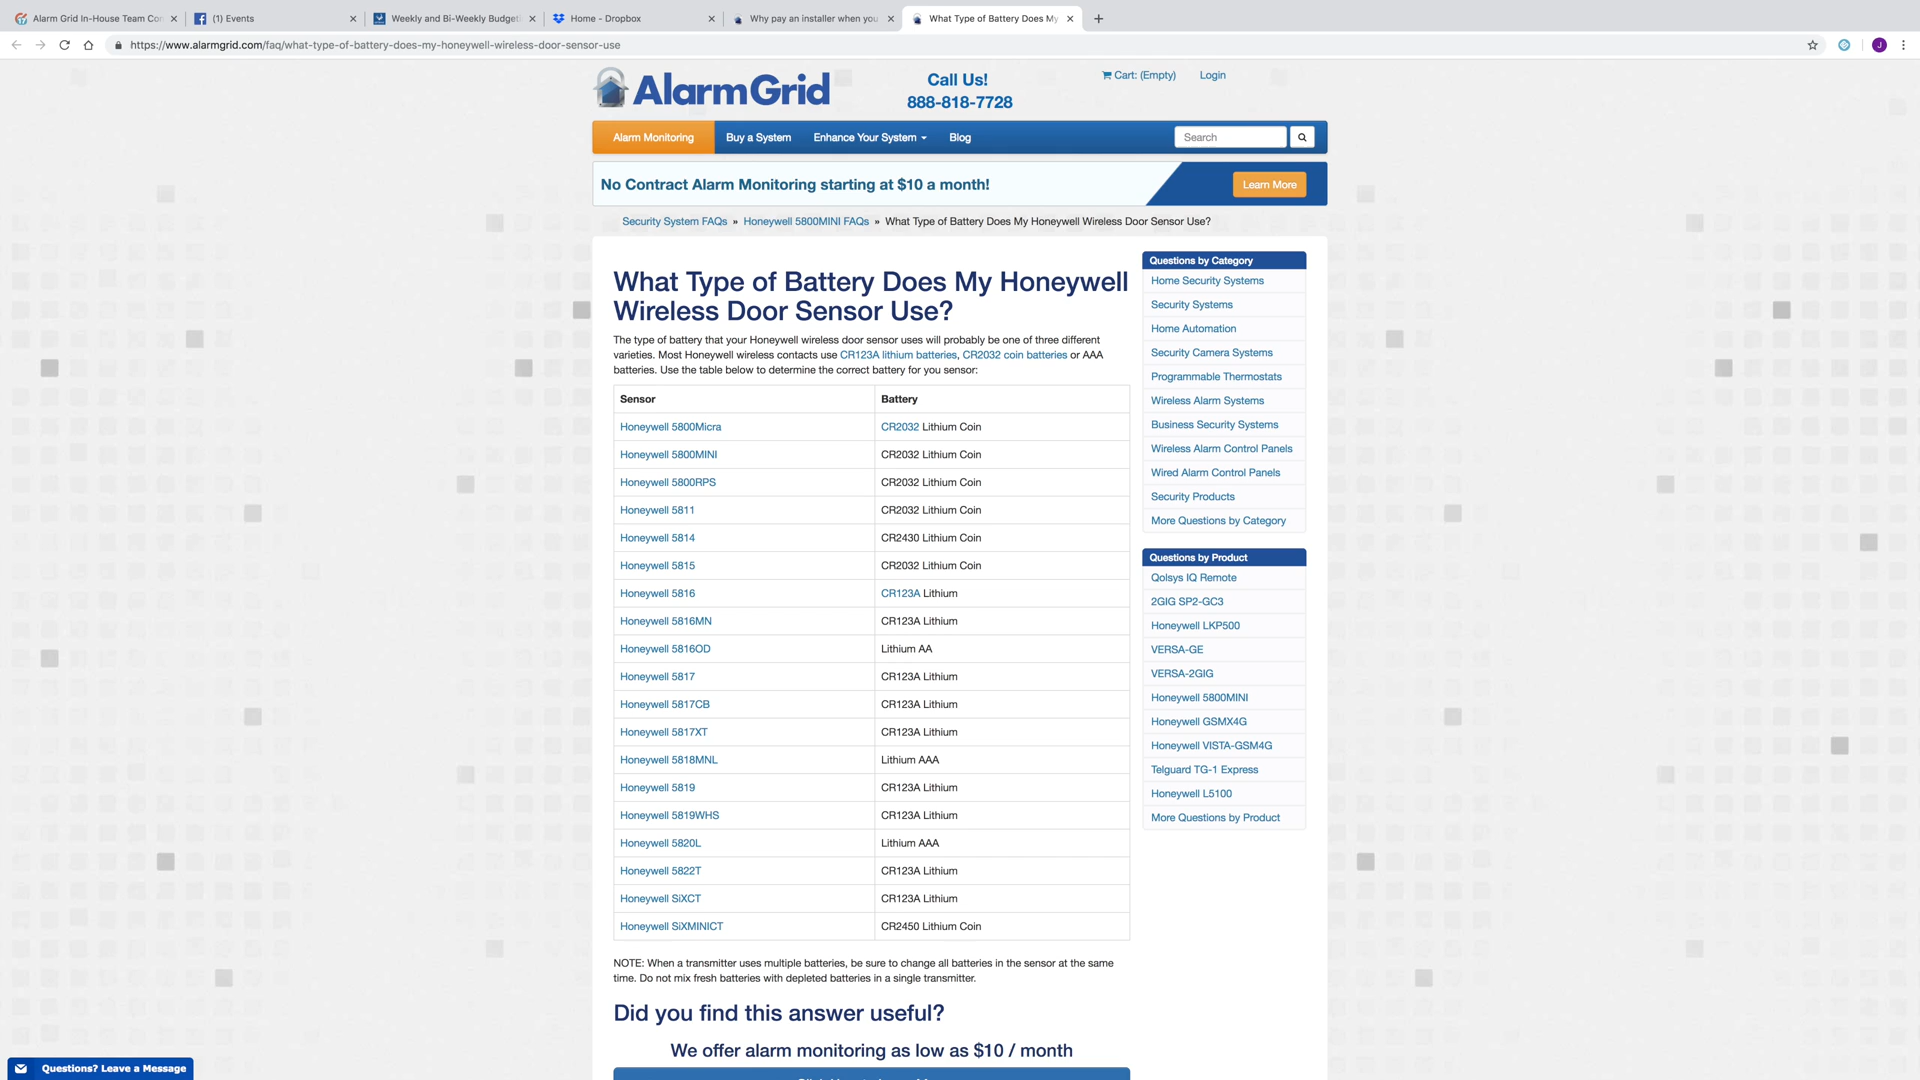 Alarm Grid In-House Team Con
(1) Events
Weekly and Bi-Weekly Budgeti
Home - Dropbox
Why pay an installer when you
What Type of Battery Does My
https://www.alarmgrid.com/faq/what-type-of-battery-does-my-honeywell-wireless-door-sensor-use
J
AlarmGrid
Call Us!
888-818-7728
Cart: (Empty)
Login
Alarm Monitoring
Buy a System
Enhance Your System
Blog
Search
No Contract Alarm Monitoring starting at $10 a month!
Learn More
Security System FAQs » Honeywell 5800MINI FAQs » What Type of Battery Does My Honeywell Wireless Door Sensor Use?
What Type of Battery Does My Honeywell
Wireless Door Sensor Use?
The type of battery that your Honeywell wireless door sensor uses will probably be one of three different
varieties. Most Honeywell wireless contacts use CR123A lithium batteries, CR2032 coin batteries or AAA
batteries. Use the table below to determine the correct battery for you sensor:
Sensor Battery
Honeywell 5800Micra CR2032 Lithium Coin
Honeywell 5800MINI CR2032 Lithium Coin
Honeywell 5800RPS CR2032 Lithium Coin
Honeywell 5811 CR2032 Lithium Coin
Honeywell 5814 CR2430 Lithium Coin
Honeywell 5815 CR2032 Lithium Coin
Honeywell 5816 CR123A Lithium
Honeywell 5816MN CR123A Lithium
Honeywell 5816OD Lithium AA
Honeywell 5817 CR123A Lithium
Honeywell 5817CB CR123A Lithium
Honeywell 5817XT CR123A Lithium
Honeywell 5818MNL Lithium AAA
Honeywell 5819 CR123A Lithium
Honeywell 5819WHS CR123A Lithium
Honeywell 5820L Lithium AAA
Honeywell 5822T CR123A Lithium
Honeywell SiXCT CR123A Lithium
Honeywell SiXMINICT CR2450 Lithium Coin
NOTE: When a transmitter uses multiple batteries, be sure to change all batteries in the sensor at the same
time. Do not mix fresh batteries with depleted batteries in a single transmitter.
Did you find this answer useful?
We offer alarm monitoring as low as $10 / month
Questions by Category
Home Security Systems
Security Systems
Home Automation
Security Camera Systems
Programmable Thermostats
Wireless Alarm Systems
Business Security Systems
Wireless Alarm Control Panels
Wired Alarm Control Panels
Security Products
More Questions by Category
Questions by Product
Qolsys IQ Remote
2GIG SP2-GC3
Honeywell LKP500
VERSA-GE
VERSA-2GIG
Honeywell 5800MINI
Honeywell GSMX4G
Honeywell VISTA-GSM4G
Telguard TG-1 Express
Honeywell L5100
More Questions by Product
Questions? Leave a Message